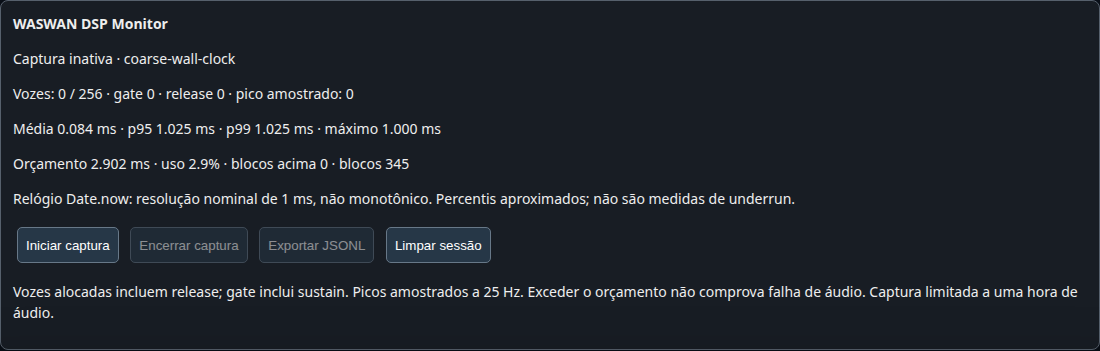 WASWAN DSP Monitor
Captura inativa · coarse-wall-clock
Vozes: 0 / 256 · gate 0 · release 0 · pico amostrado: 0
Média 0.084 ms · p95 1.025 ms · p99 1.025 ms · máximo 1.000 ms
Orçamento 2.902 ms · uso 2.9% · blocos acima 0 · blocos 345
Relógio Date.now: resolução nominal de 1 ms, não monotônico. Percentis aproximados; não são medidas de underrun.
Iniciar captura Encerrar captura Exportar JSONL Limpar sessão
Vozes alocadas incluem release; gate inclui sustain. Picos amostrados a 25 Hz. Exceder o orçamento não comprova falha de áudio. Captura limitada a uma hora de
áudio.